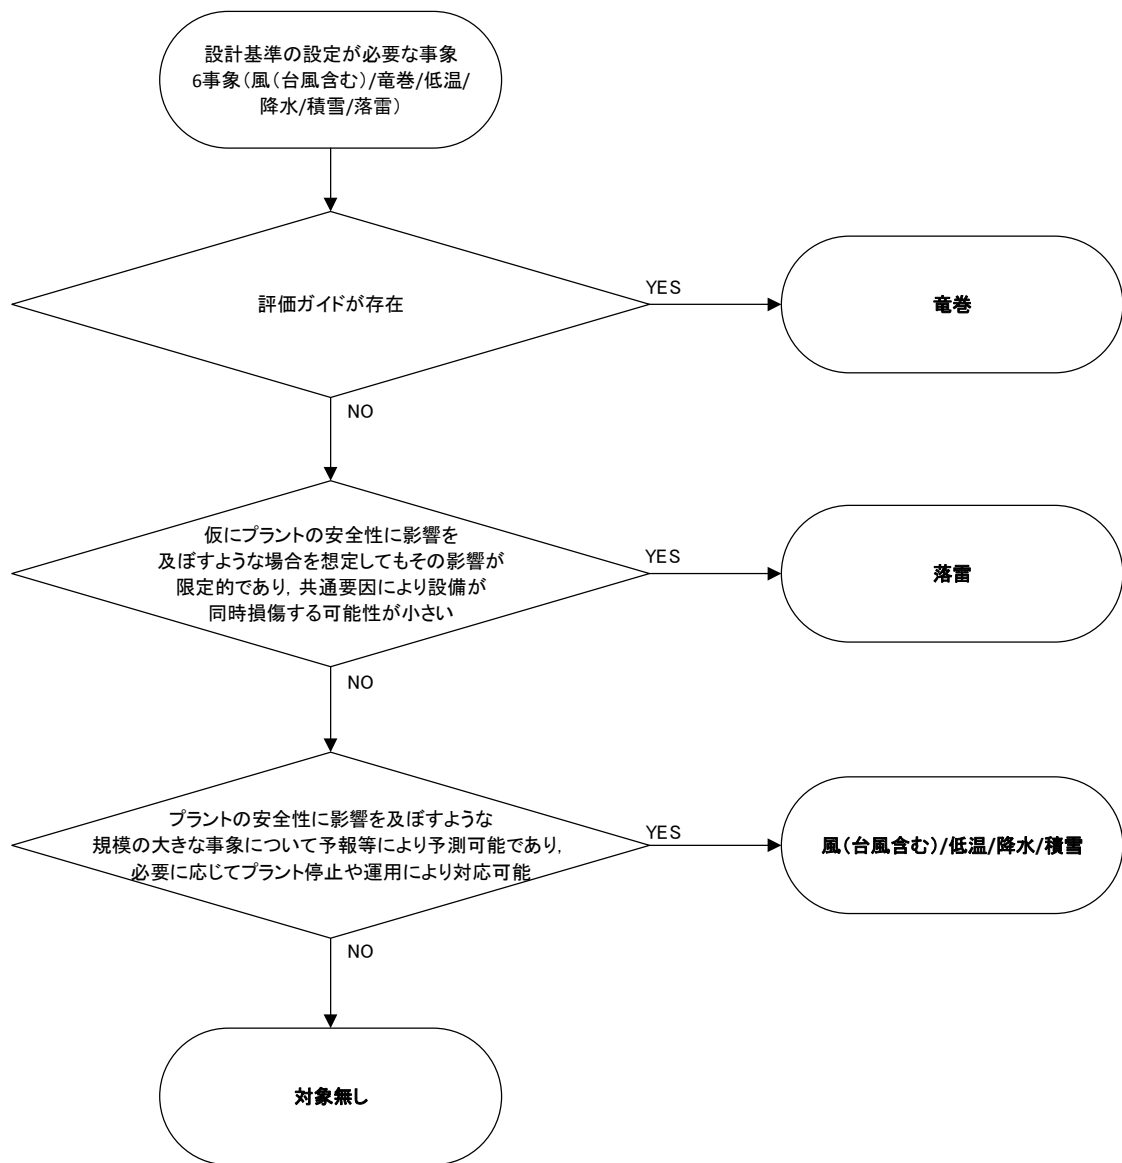 設計基準の設定が必要な事象
6事象(風(台風含む)/竜巻/低温/
降水/積雪/落雷)
評価ガイドが存在
YES
竜巻
NO
仮にプラントの安全性に影響を
及ぼすような場合を想定してもその影響が
限定的であり, 共通要因により設備が
同時損傷する可能性が小さい
YES
落雷
NO
プラントの安全性に影響を及ぼすような
規模の大きな事象について予報等により予測可能であり,
必要に応じてプラント停止や運用により対応可能
YES
風(台風含む)/低温/降水/積雪
NO
対象無し